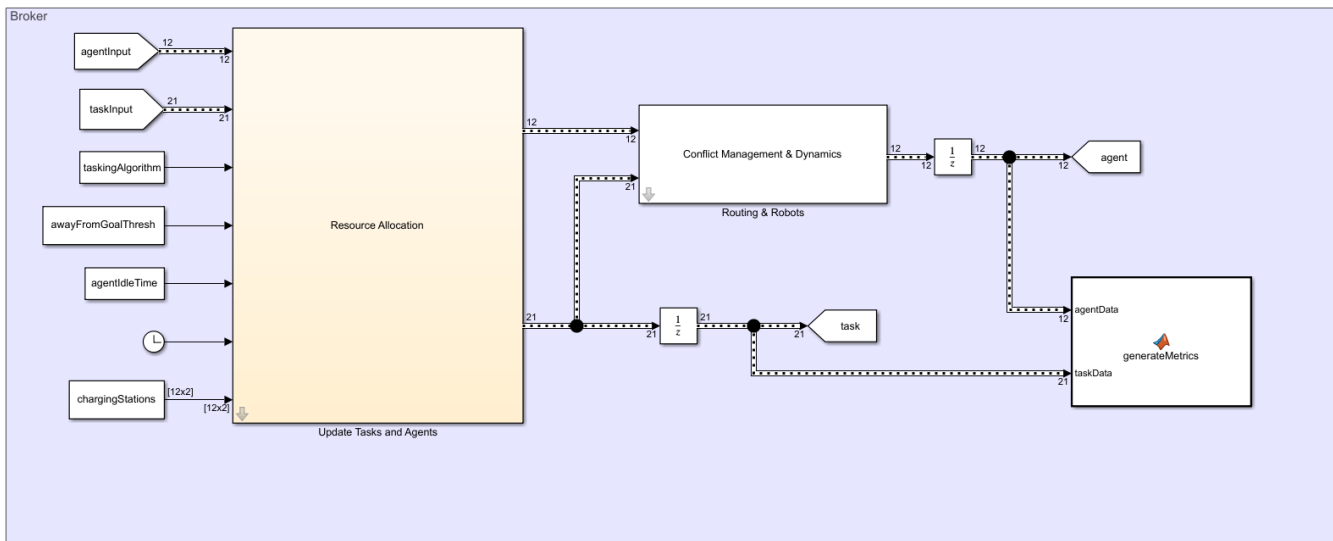 Broker
agentInput
12
12
taskInput
21
21
taskingAlgorithm
awayFromGoalThresh
agentIdleTime
chargingStations
[12x2]
[12x2]
Resource Allocation
Update Tasks and Agents
12
12
21
21
Conflict Management & Dynamics
Routing & Robots
12
12
1
z
12
12
agent
21
1
z
21
21
task
agentData
12
generateMetrics
taskData
21